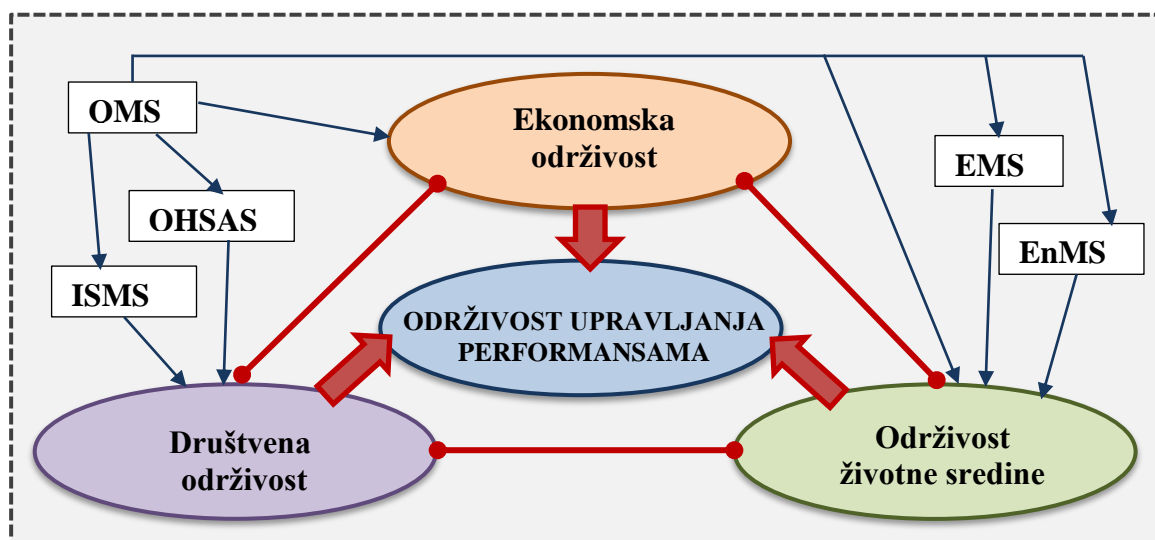 OMS
Ekonomska
održivost
EMS
OHSAS
EnMS
ISMS
ODRŽIVOST UPRAVLJANJA
PERFORMANSAMA
Društvena
održivost
Održivost
životne sredine